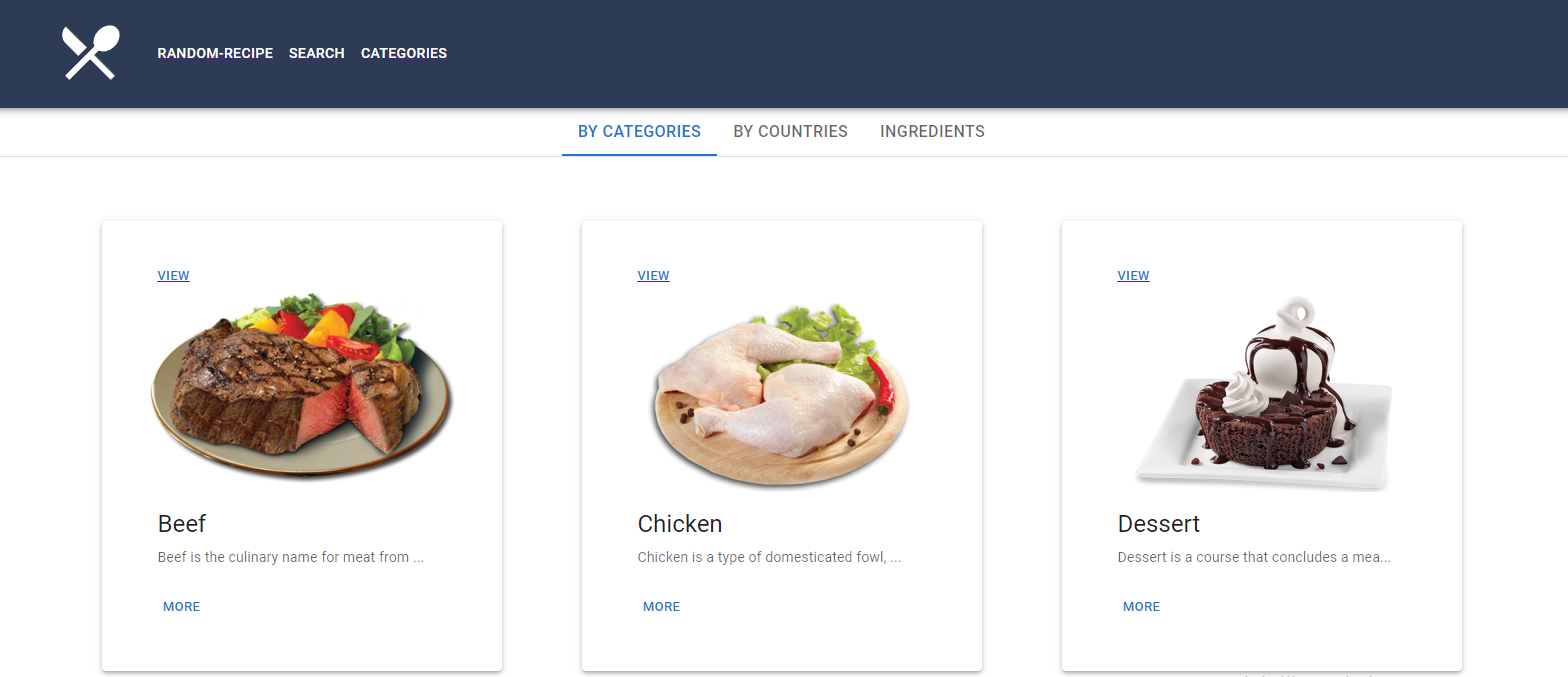 RANDOM-RECIPE SEARCH CATEGORIES
BY CATEGORIES BY COUNTRIES INGREDIENTS
VIEW
Beef
Beef is the culinary name for meat from ...
MORE
VIEW
Chicken
Chicken is a type of domesticated fowl, ...
MORE
VIEW
Dessert
Dessert is a course that concludes a mea...
MORE